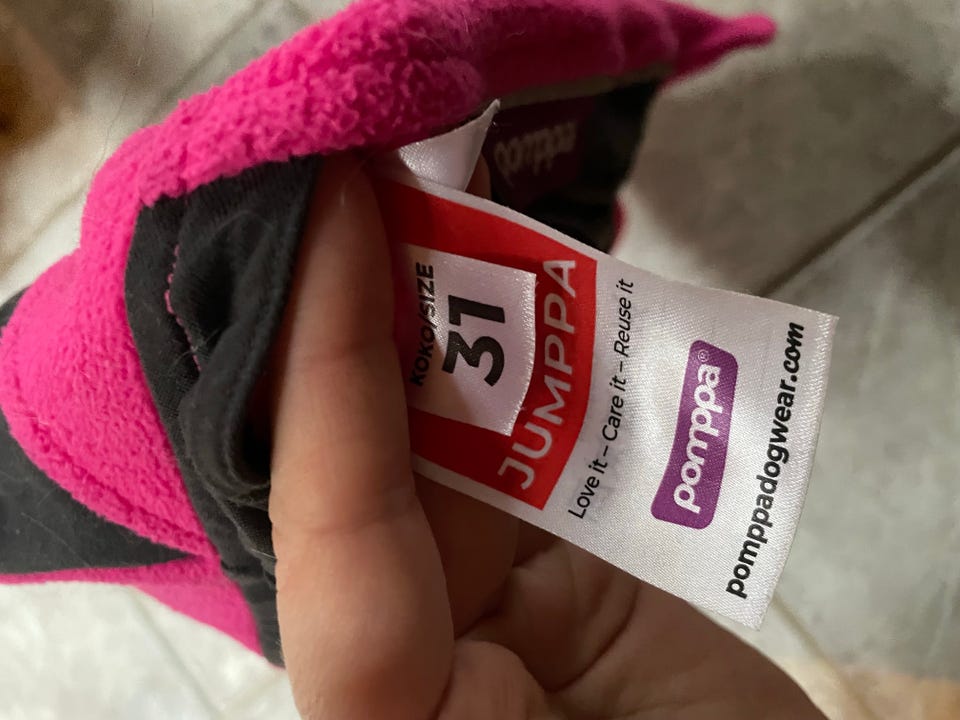 KOKO/SIZE
31
JUMPPA
Love it – Care it – Reuse it
pomppa®
pomppadogwear.com
pomppa